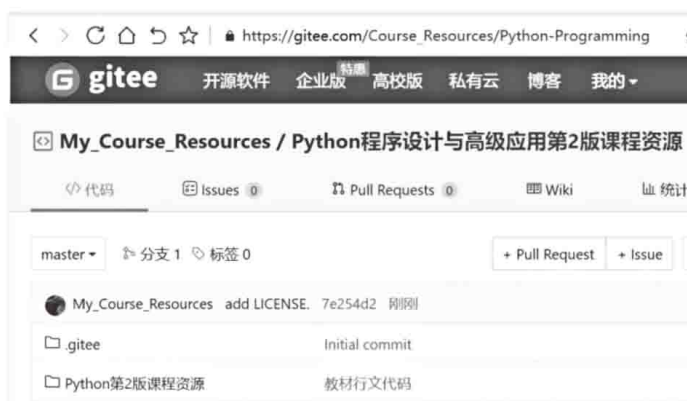 https://gitee.com/Course_Resources/Python-Programming
G gitee 开源软件 企业版 特惠 高校版 私有云 博客 我的
My_Course_Resources / Python程序设计与高级应用第2版课程资源
代码 Issues 0 Pull Requests 0 Wiki 统计
master 分支 1 标签 0 + Pull Request + Issue
My_Course_Resources add LICENSE. 7e254d2 刚刚
.gitee Initial commit
Python第2版课程资源 教材行文代码